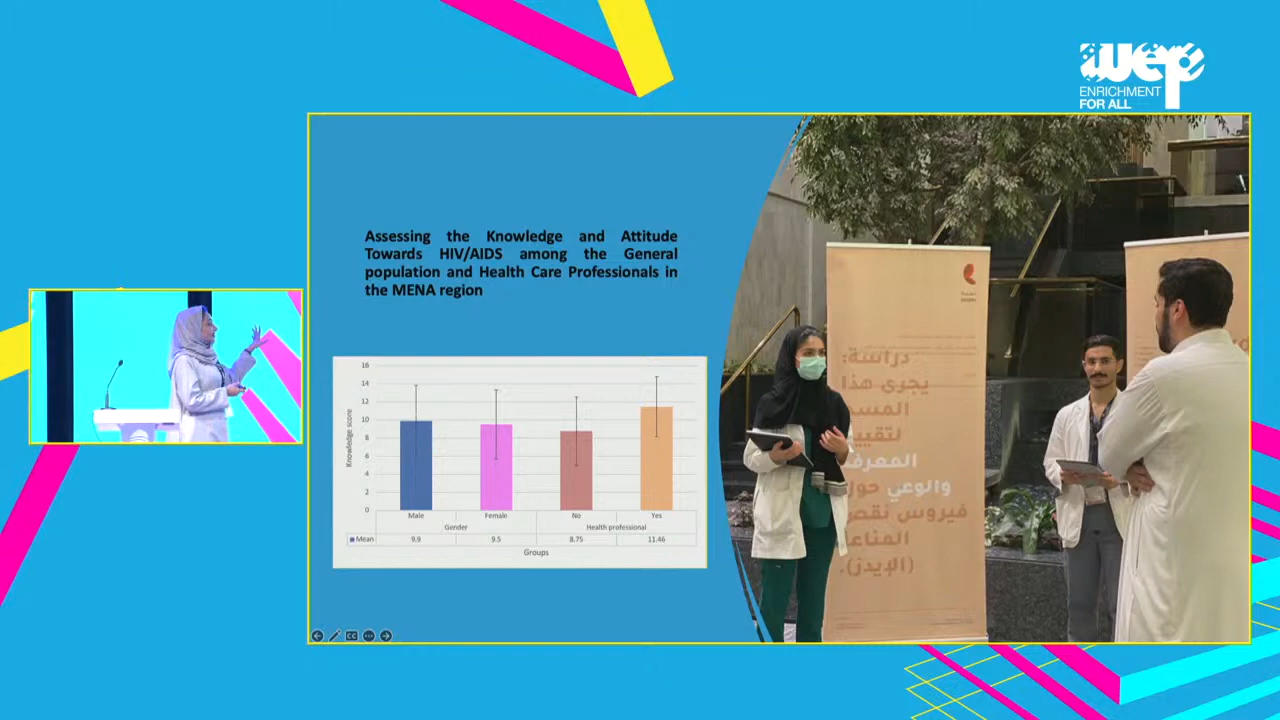 wep
ENRICHMENT
FOR ALL
Assessing the Knowledge and Attitude
Towards HIV/AIDS among the General
population and Health Care Professionals in
the MENA region
16
14
12
10
8
6
4
2
0
Knowledge score
Male Female No Yes
Gender Health professional
Mean 9.9 9.5 8.75 11.46
Groups
CC
دراسة:
يجرى هذا
لتقييم
المعرفة
والوعي حول
فيروس نقص
(الإيدز).